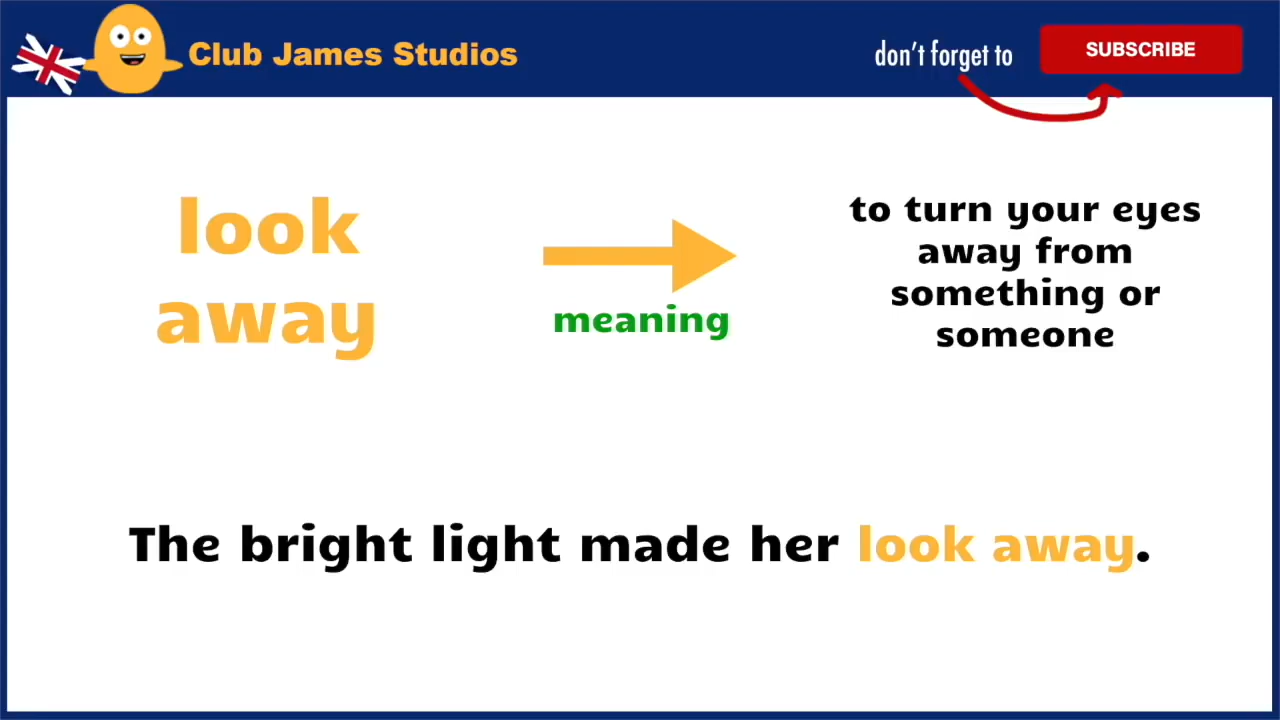 Club James Studios
don't forget to
SUBSCRIBE
look
away
meaning
to turn your eyes
away from
something or
someone
The bright light made her look away.